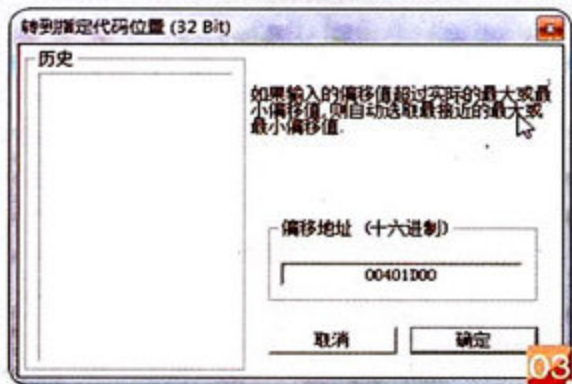 转到指定代码位置 (32 Bit)
历史
如果输入的偏移值超过实际的最大或最
小偏移值,则自动选取最接近的最大或
最小偏移值.
偏移地址 (十六进制)
00401D00
取消
确定
03